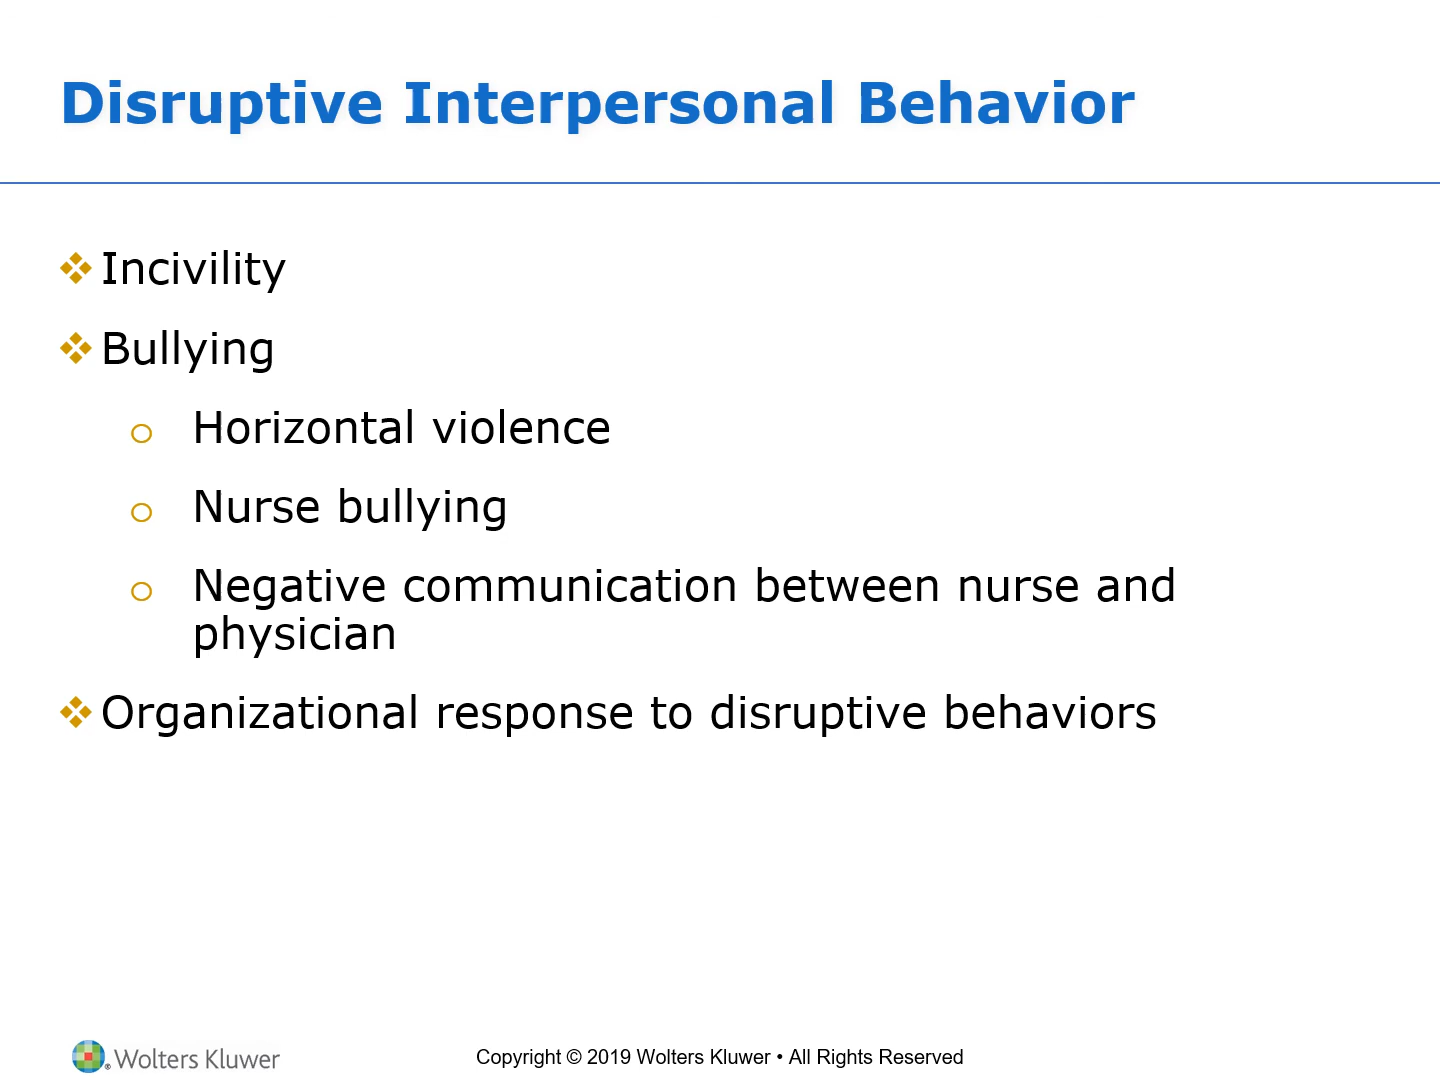 Disruptive Interpersonal Behavior
❖ Incivility
❖ Bullying
o Horizontal violence
o Nurse bullying
o Negative communication between nurse and
physician
❖ Organizational response to disruptive behaviors
® Wolters Kluwer
Copyright © 2019 Wolters Kluwer • All Rights Reserved